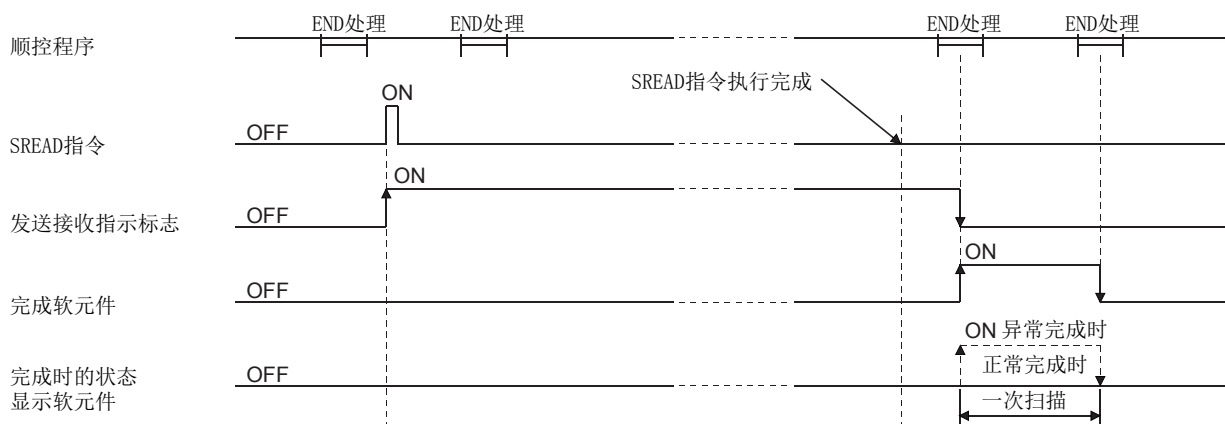 END处理 END处理 END处理 END处理
顺控程序
SREAD指令执行完成
ON
OFF
SREAD指令
ON
OFF
发送接收指示标志
ON
OFF
完成软元件
ON 异常完成时
正常完成时
OFF
完成时的状态
显示软元件
一次扫描